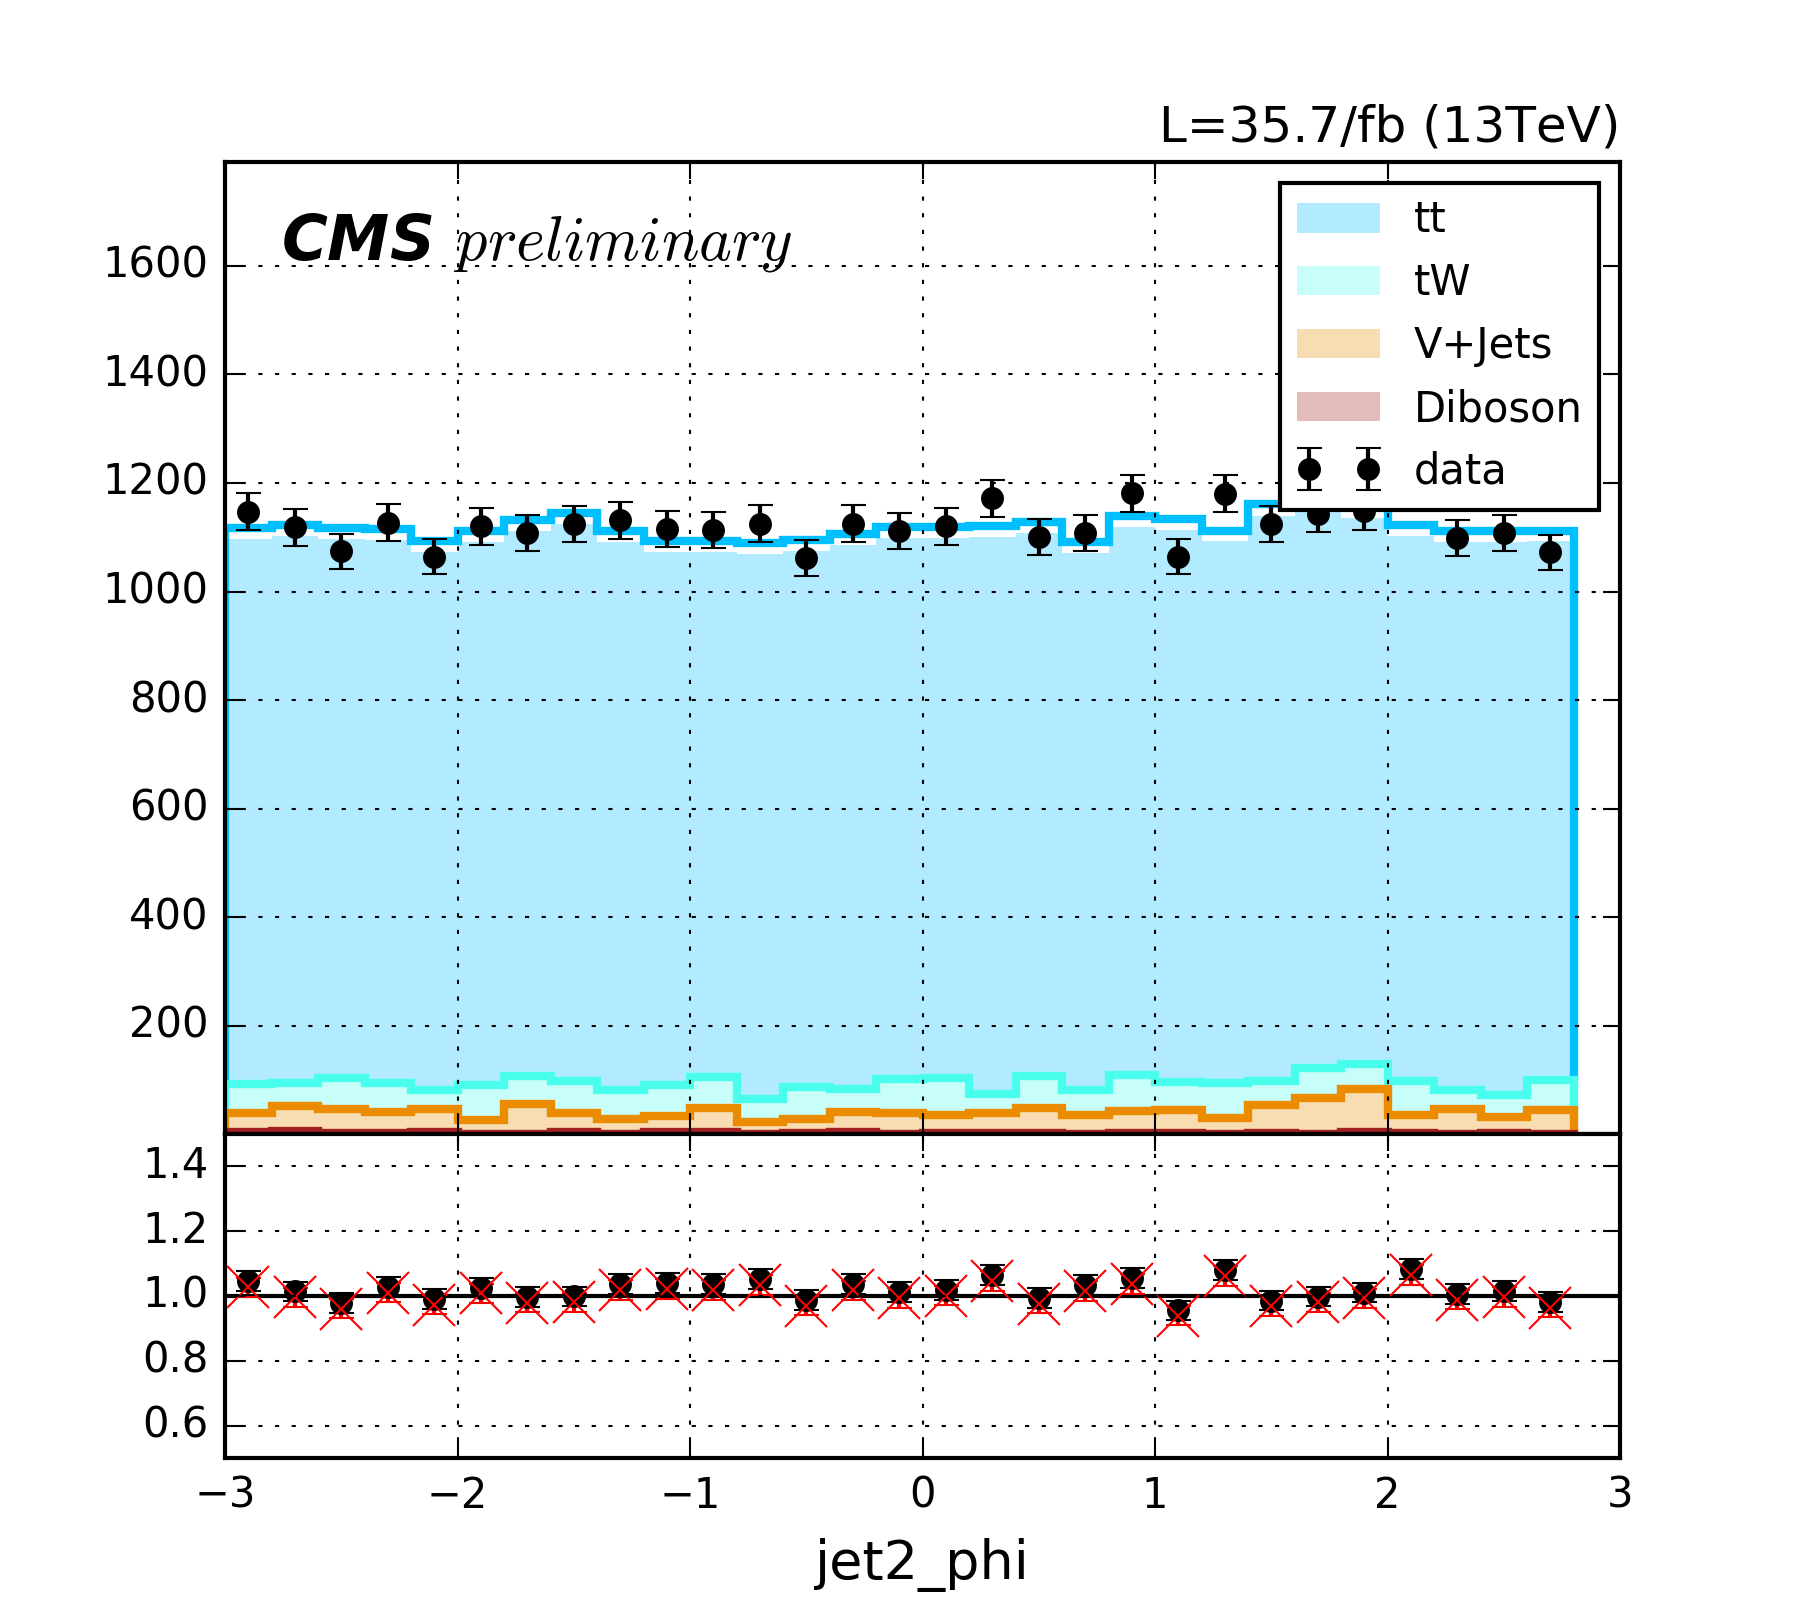 L=35.7/fb (13TeV)
CMS preliminary
tt
tW
V+Jets
Diboson
data
1600
1400
1200
1000
800
600
400
200
1.4
1.2
1.0
0.8
0.6
−3 −2 −1 0 1 2 3
jet2_phi